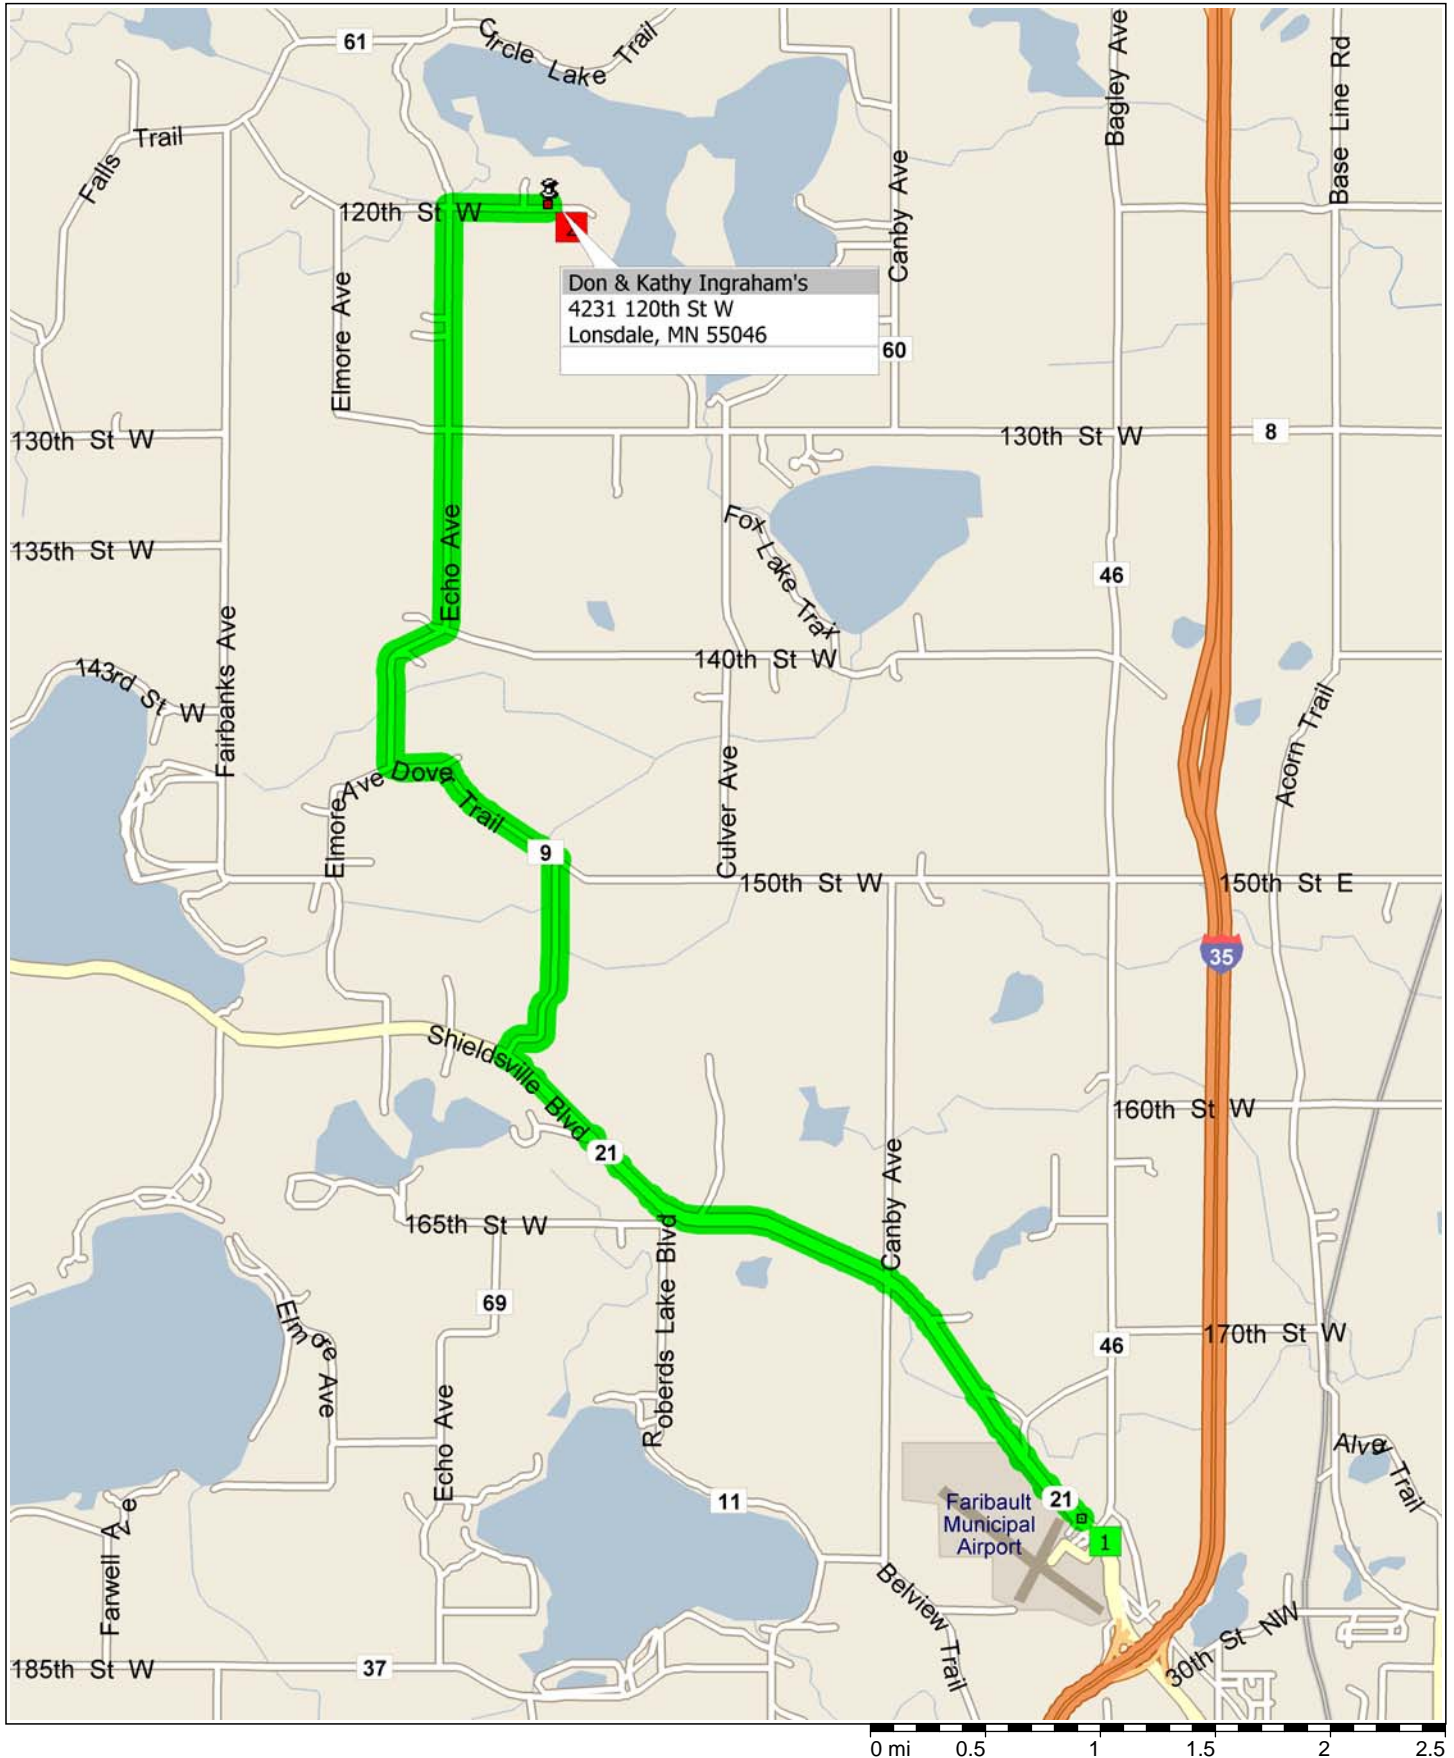 61
Circle Lake Trail
Bagley Ave
Base Line Rd
Falls Trail
Canby Ave
120th St W
2
Don & Kathy Ingraham's
4231 120th St W
Lonsdale, MN 55046
Elmore Ave
60
130th St W
130th St W
8
Echo Ave
Fox Lake Trail
135th St W
46
Fairbanks Ave
143rd St W
140th St W
Acorn Trail
Elmore Ave
Dover Trail
Culver Ave
9
150th St W
150th St E
35
Shieldsville Blvd
21
160th St W
Canby Ave
165th St W
Roberds Lake Blvd
69
Elmore Ave
46
170th St W
Echo Ave
Farwell Ave
11
Faribault
Municipal
Airport
21
1
Trail
Belview Trail
30th St NW
185th St W
37
0 mi 0.5 1 1.5 2 2.5